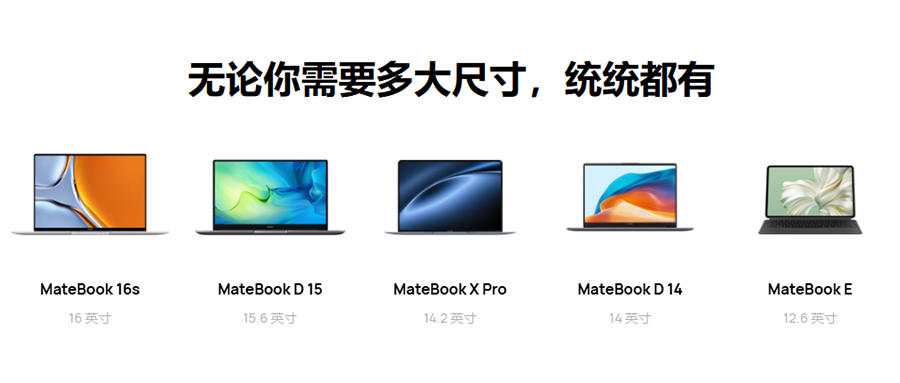 无论你需要多大尺寸，统统都有
MateBook 16s
16 英寸
MateBook D 15
15.6 英寸
MateBook X Pro
14.2 英寸
MateBook D 14
14 英寸
MateBook E
12.6 英寸